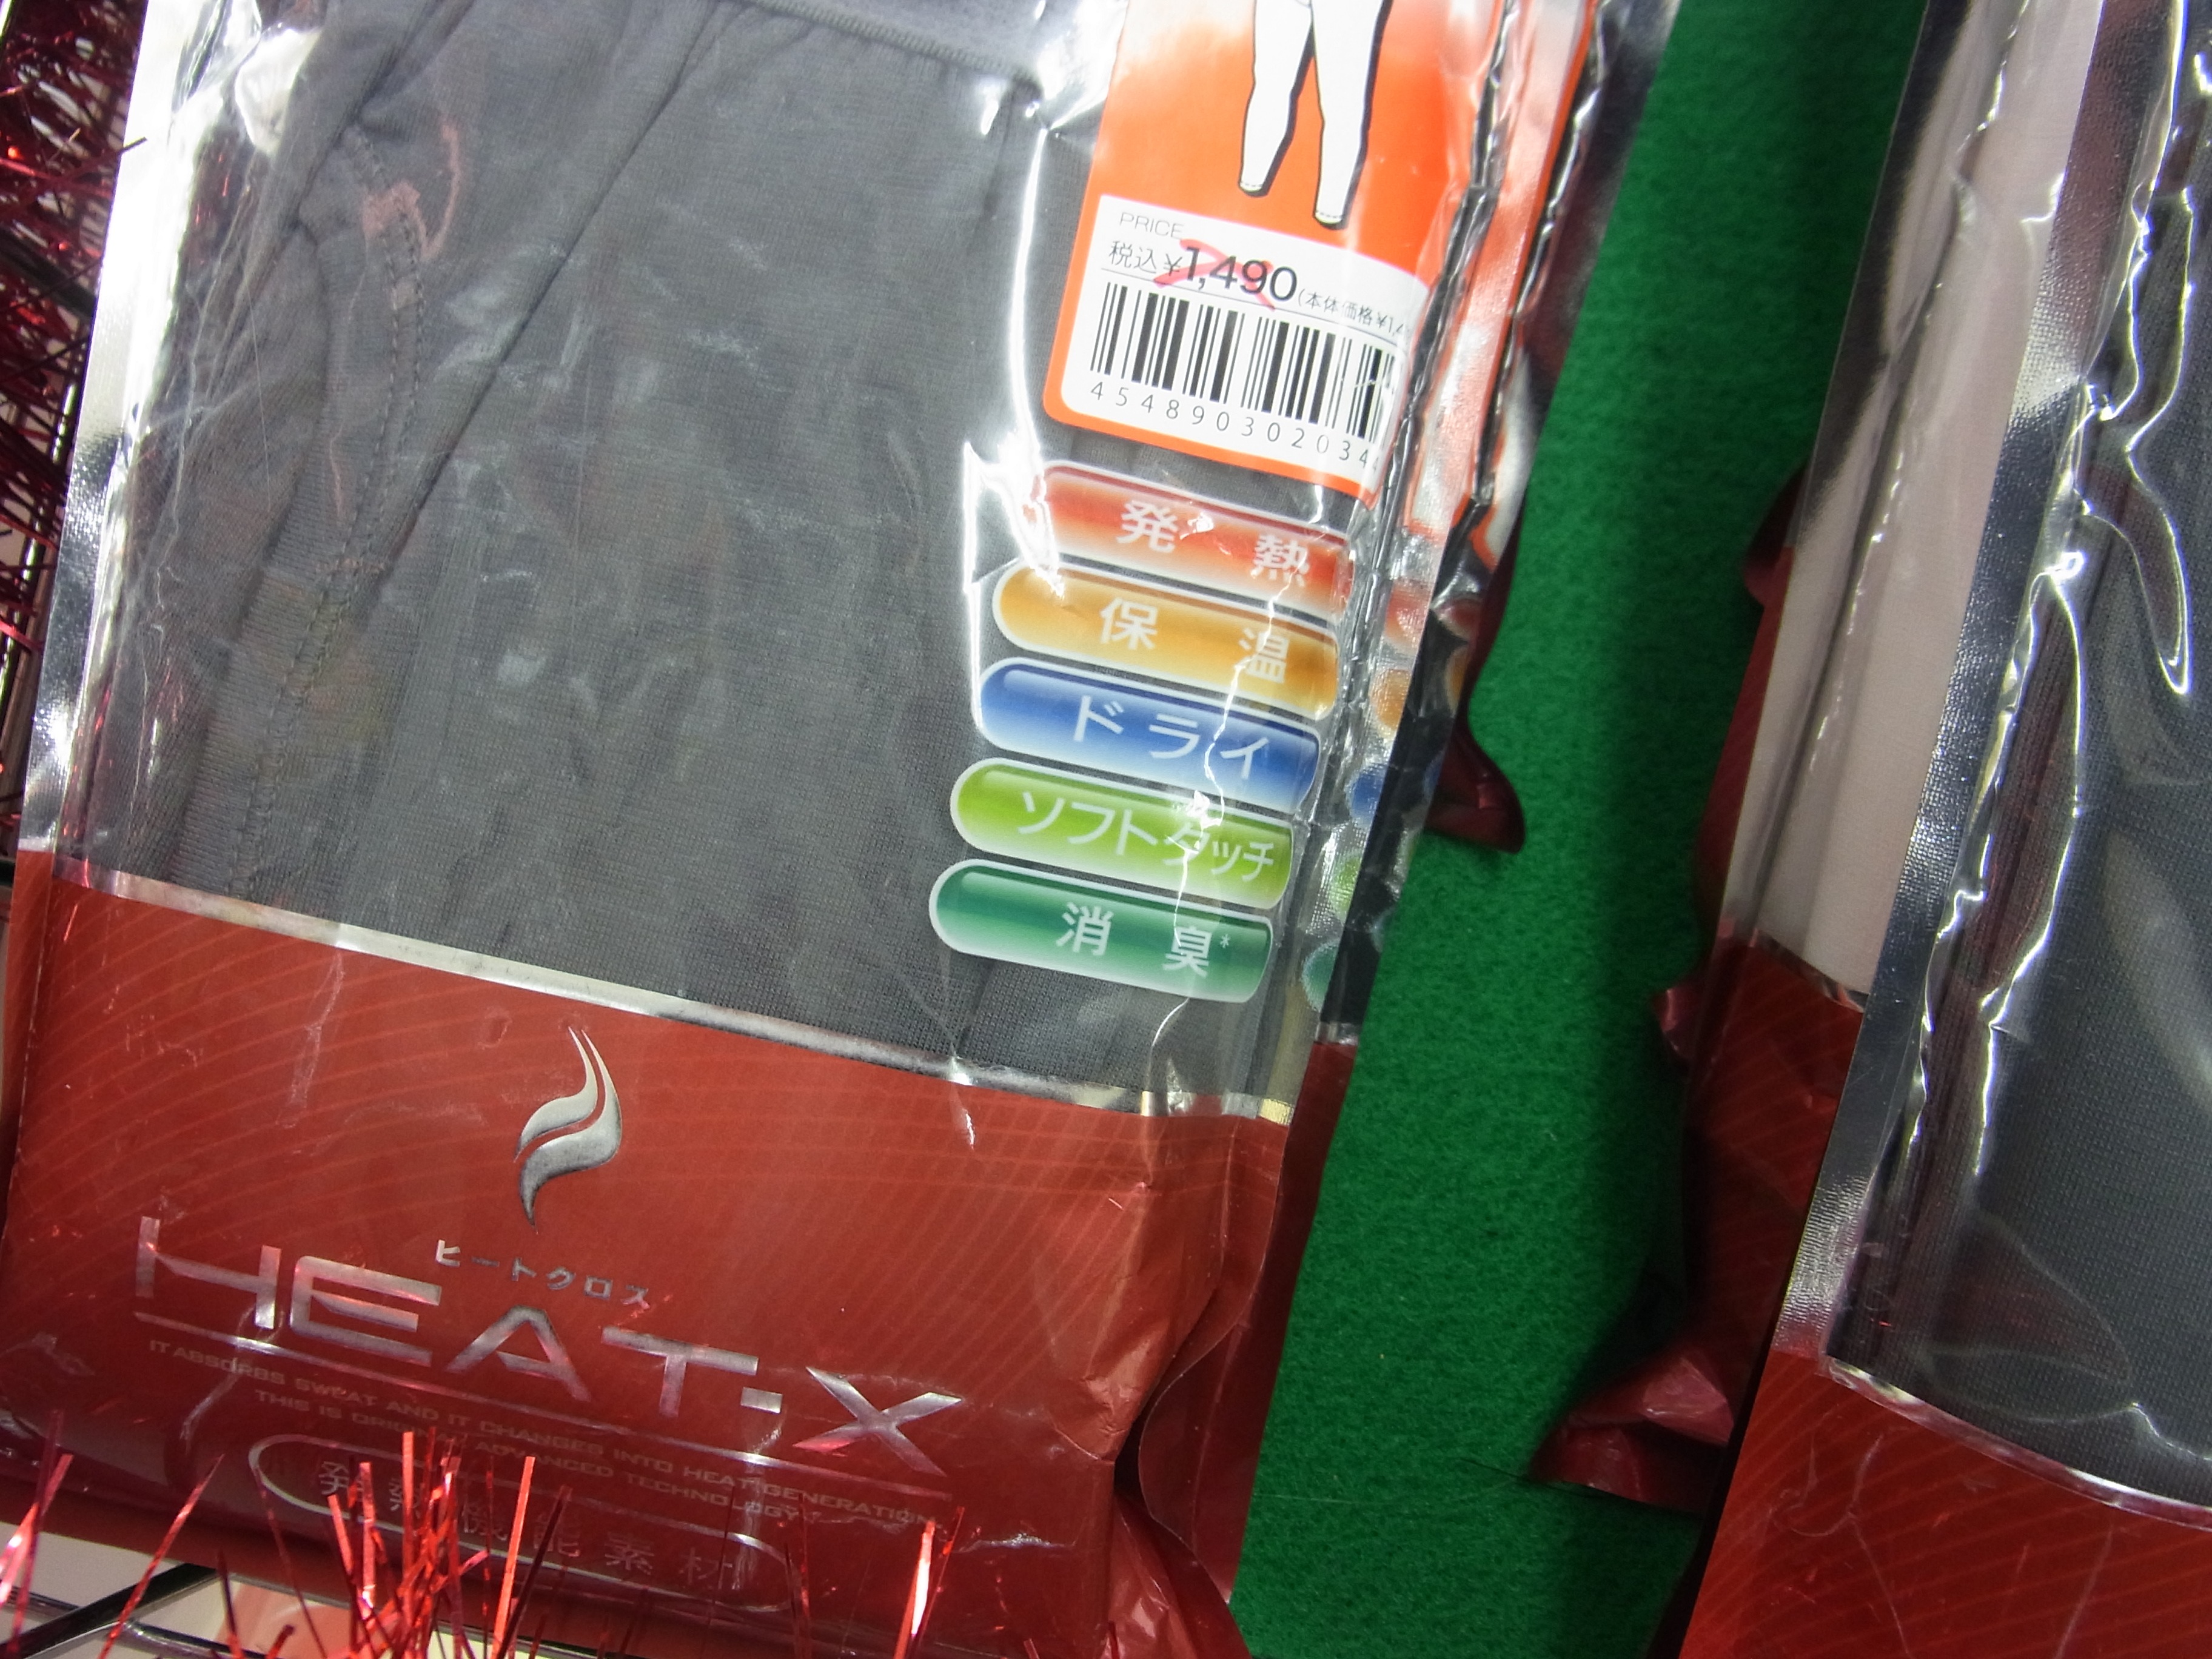 PRICE
税込 ¥1,490 (本体価格¥1,4
4548903020344
発熱
保温
ドライ
ソフトタッチ
消臭*
ヒートクロス
HEAT-X
IT ABSORBS SWEAT AND IT CHANGES INTO HEAT GENERATION.
THIS IS ADVANCED TECHNOLOGY.
発熱機能素材